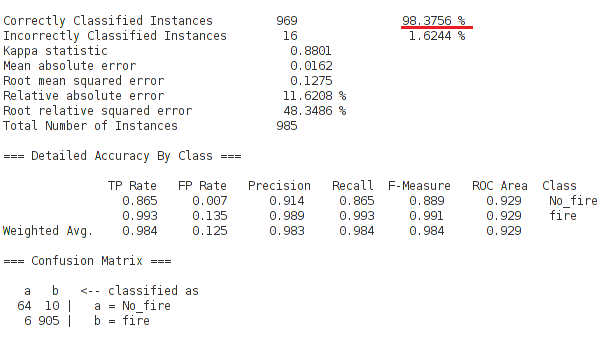 Correctly Classified Instances 969 98.3756 %
Incorrectly Classified Instances 16 1.6244 %
Kappa statistic 0.8801
Mean absolute error 0.0162
Root mean squared error 0.1275
Relative absolute error 11.6208 %
Root relative squared error 48.3486 %
Total Number of Instances 985
=== Detailed Accuracy By Class ===
TP Rate FP Rate Precision Recall F-Measure ROC Area Class
0.865 0.007 0.914 0.865 0.889 0.929 No_fire
0.993 0.135 0.989 0.993 0.991 0.929 fire
Weighted Avg. 0.984 0.125 0.983 0.984 0.984 0.929
=== Confusion Matrix ===
a b <-- classified as
64 10 | a = No_fire
6 905 | b = fire